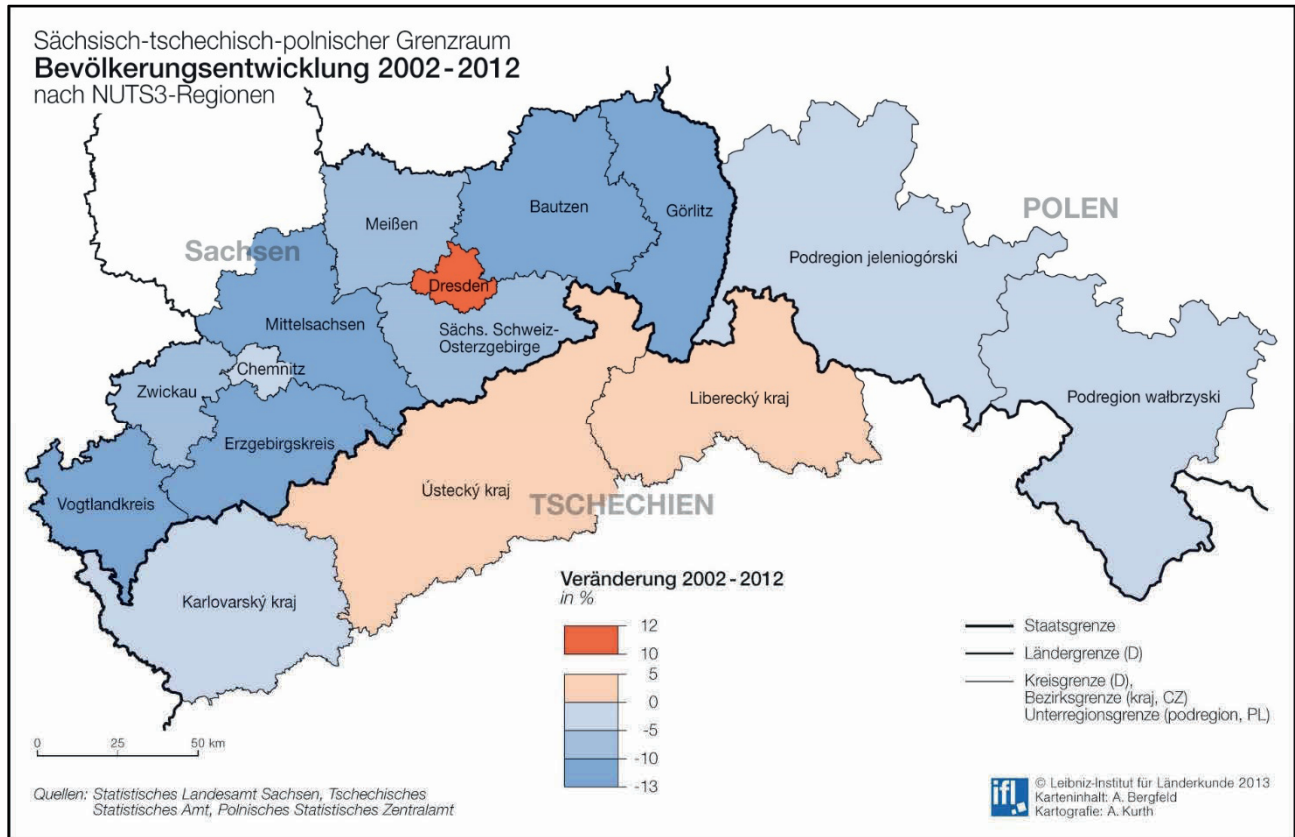 Sächsisch-tschechisch-polnischer Grenzraum
Bevölkerungsentwicklung 2002-2012
nach NUTS3-Regionen
Sachsen
Meißen
Bautzen
Görlitz
POLEN
Podregion jeleniogórski
Dresden
Mittelsachsen
Sächs. Schweiz-
Osterzgebirge
Chemnitz
Zwickau
Liberecký kraj
Podregion wałbrzyski
Erzgebirgskreis
Ústecký kraj
Vogtlandkreis
TSCHECHIEN
Karlovarský kraj
Veränderung 2002-2012
in %
12
10
5
0
-5
-10
-13
Staatsgrenze
Ländergrenze (D)
Kreisgrenze (D),
Bezirksgrenze (kraj, CZ)
Unterregionsgrenze (podregion, PL)
0 25 50 km
Quellen: Statistisches Landesamt Sachsen, Tschechisches
Statistisches Amt, Polnisches Statistisches Zentralamt
ifl
© Leibniz-Institut für Länderkunde 2013
Karteninhalt: A. Bergfeld
Kartografie: A. Kurth